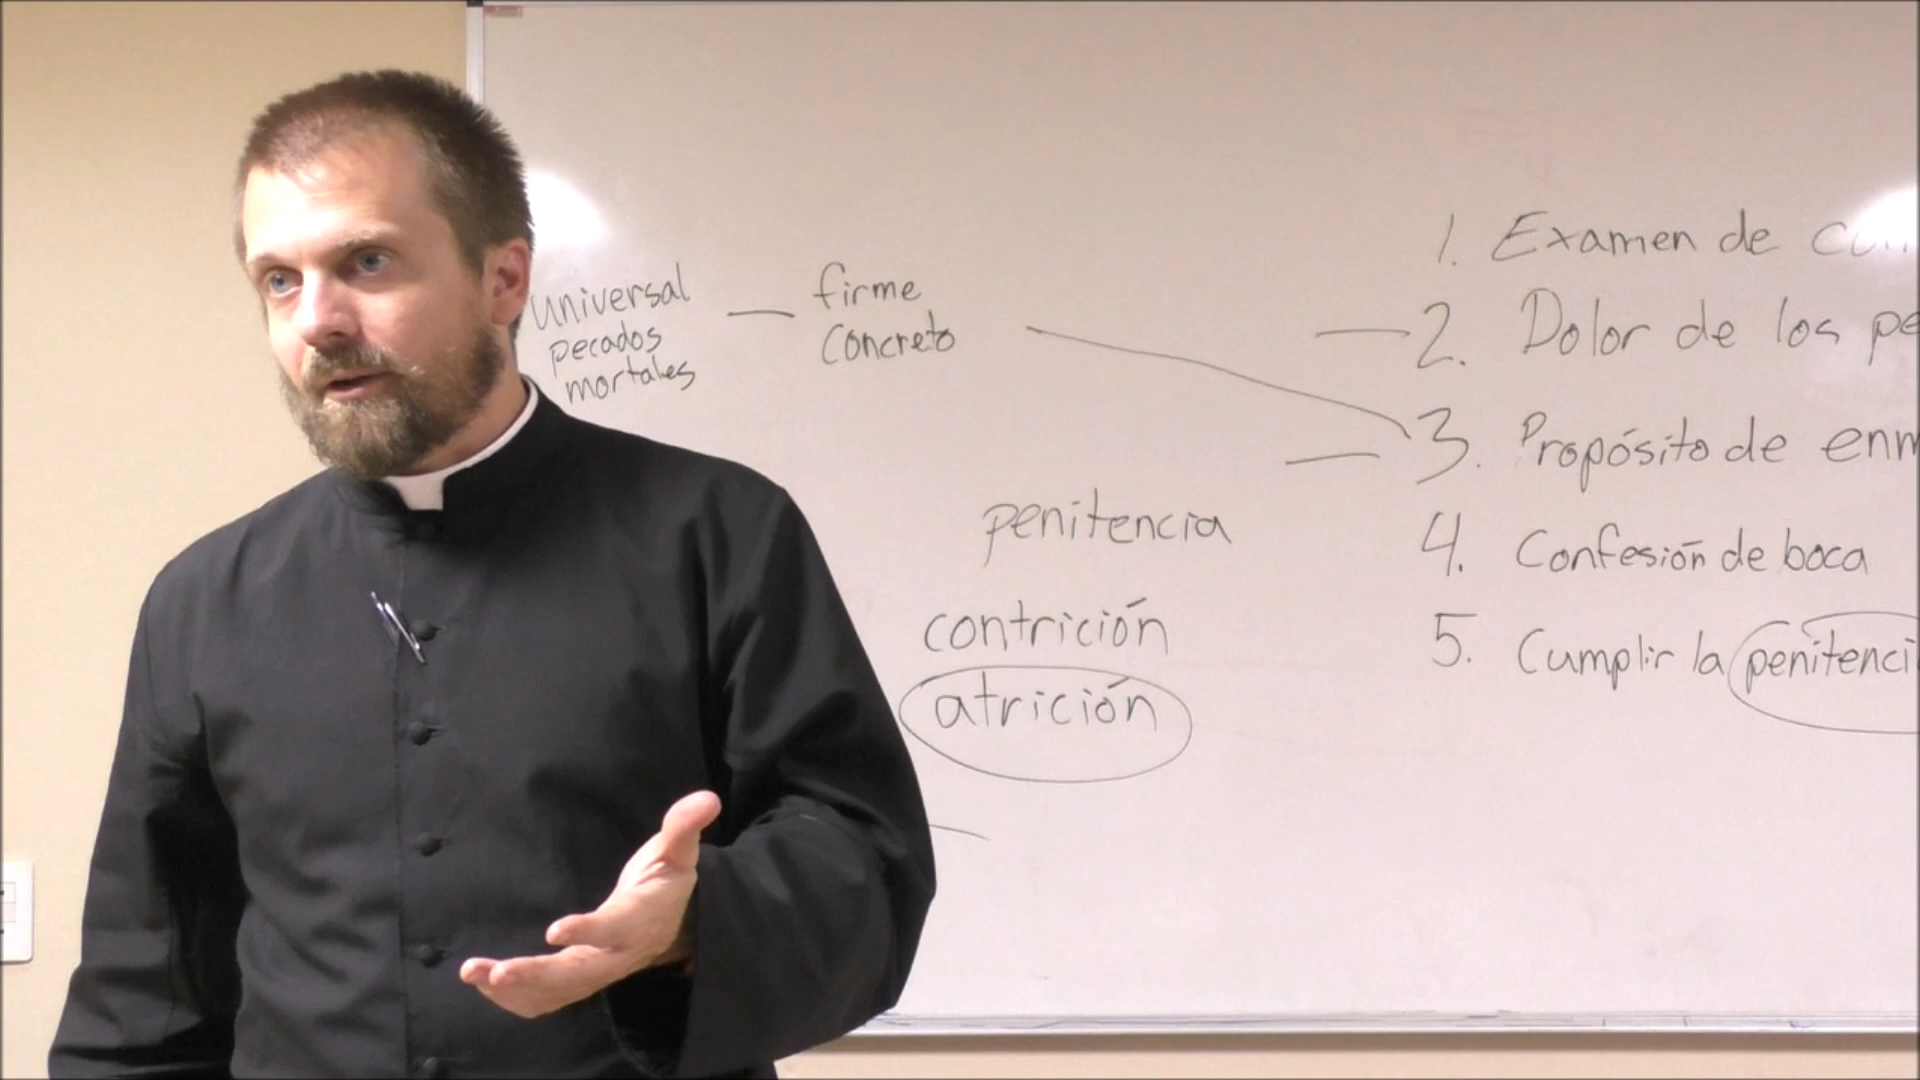 universal
pecados
mortales
firme
concreto
penitencia
contrición
atrición
1. Examen de
2. Dolor de los
3. Propósito de
4. Confesión de boca
5. Cumplir la penitenci